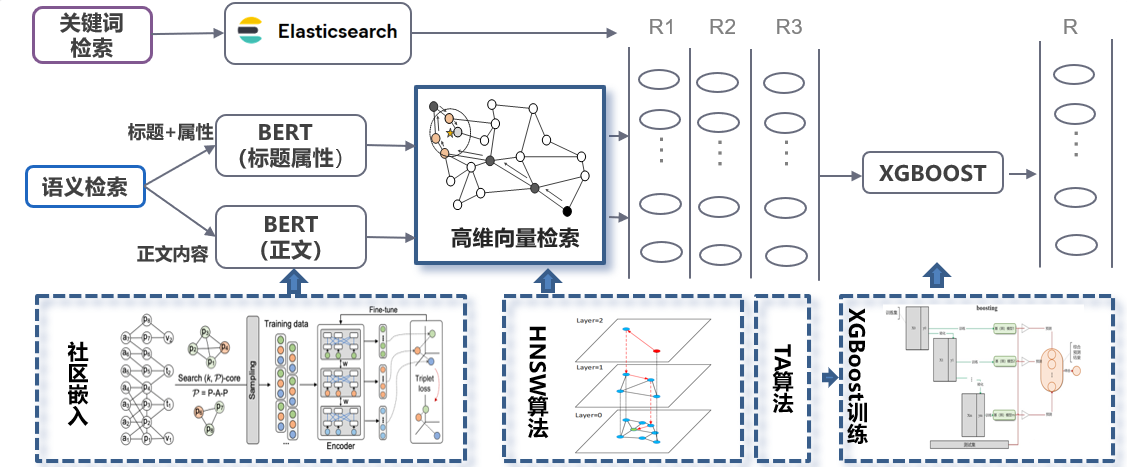 关键词
检索
Elasticsearch
R1
R2
R3
R
标题+属性
BERT
(标题属性)
语义检索
正文内容
BERT
(正文)
高维向量检索
XGBOOST
社区嵌入
Search (k, P)-core
P = P-A-P
Sampling
Training data
...
Fine-tune
W
W
Encoder
Triplet
loss
HNSW算法
Layer=2
Layer=1
Layer=0
TA算法
XGBoost训练
boosting